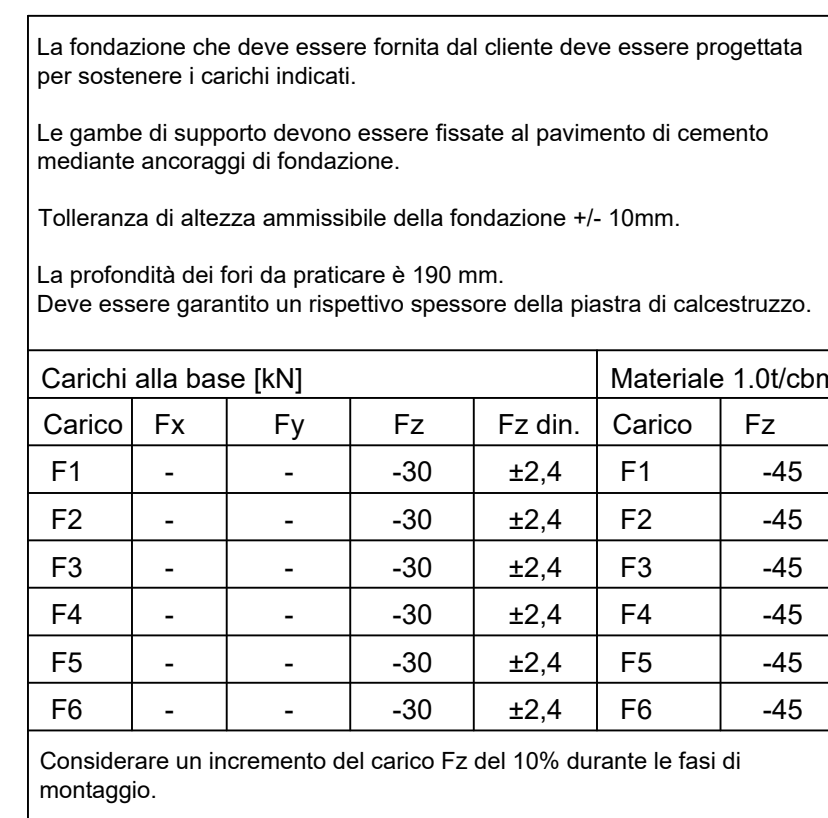 La fondazione che deve essere fornita dal cliente deve essere progettata
per sostenere i carichi indicati.
Le gambe di supporto devono essere fissate al pavimento di cemento
mediante ancoraggi di fondazione.
Tolleranza di altezza ammissibile della fondazione +/- 10mm.
La profondità dei fori da praticare è 190 mm.
Deve essere garantito un rispettivo spessore della piastra di calcestruzzo.
Carichi alla base [kN] Materiale 1.0t/cbm
Carico Fx Fy Fz Fz din. Carico Fz
F1 - - -30 ±2,4 F1 -45
F2 - - -30 ±2,4 F2 -45
F3 - - -30 ±2,4 F3 -45
F4 - - -30 ±2,4 F4 -45
F5 - - -30 ±2,4 F5 -45
F6 - - -30 ±2,4 F6 -45
Considerare un incremento del carico Fz del 10% durante le fasi di
montaggio.